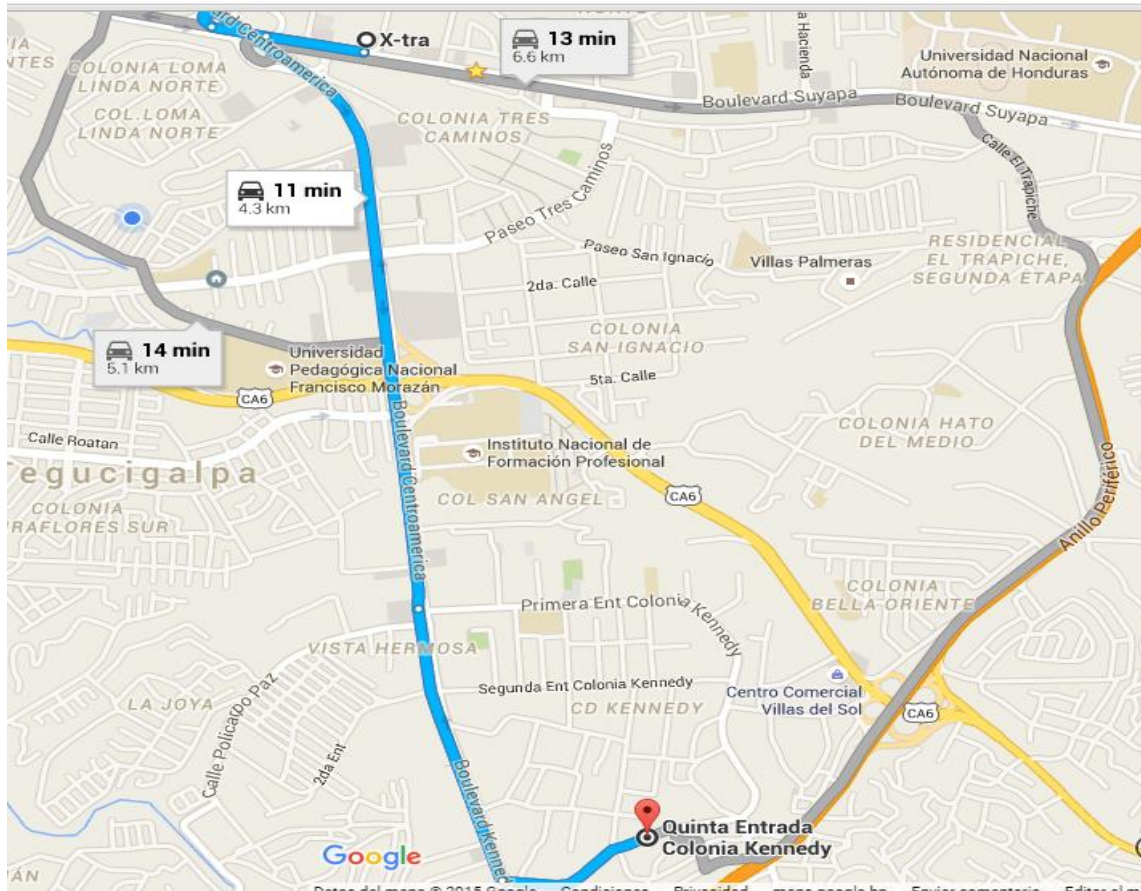 X-tra
13 min
6.6 km
Universidad Nacional
Autónoma de Honduras
Hacienda
COLONIA LOMA
LINDA NORTE
COL.LOMA
LINDA NORTE
Boulevard Suyapa
Boulevard Suyapa
COLONIA TRES
CAMINOS
Calle El Trapiche
11 min
4.3 km
Paseo Tres Caminos
Paseo San Ignacio
Villas Palmeras
RESIDENCIAL
EL TRAPICHE,
SEGUNDA ETAPA
2da. Calle
COLONIA
SAN IGNACIO
14 min
5.1 km
Universidad
Pedagógica Nacional
Francisco Morazán
5ta. Calle
CA6
Boulevard Centroamerica
COLONIA HATO
DEL MEDIO
Calle Roatan
Instituto Nacional de
Formación Profesional
Tegucigalpa
COL SAN ANGEL
CA6
COLONIA
IRAFLORES SUR
Anillo Periférico
COLONIA
BELLA ORIENTE
Primera Ent Colonia Kennedy
VISTA HERMOSA
Segunda Ent Colonia Kennedy
CD KENNEDY
Centro Comercial
Villas del Sol
CA6
LA JOYA
Calle Policarpo Paz
2da Ent
Boulevard Kenned
Quinta Entrada
Colonia Kennedy
Google